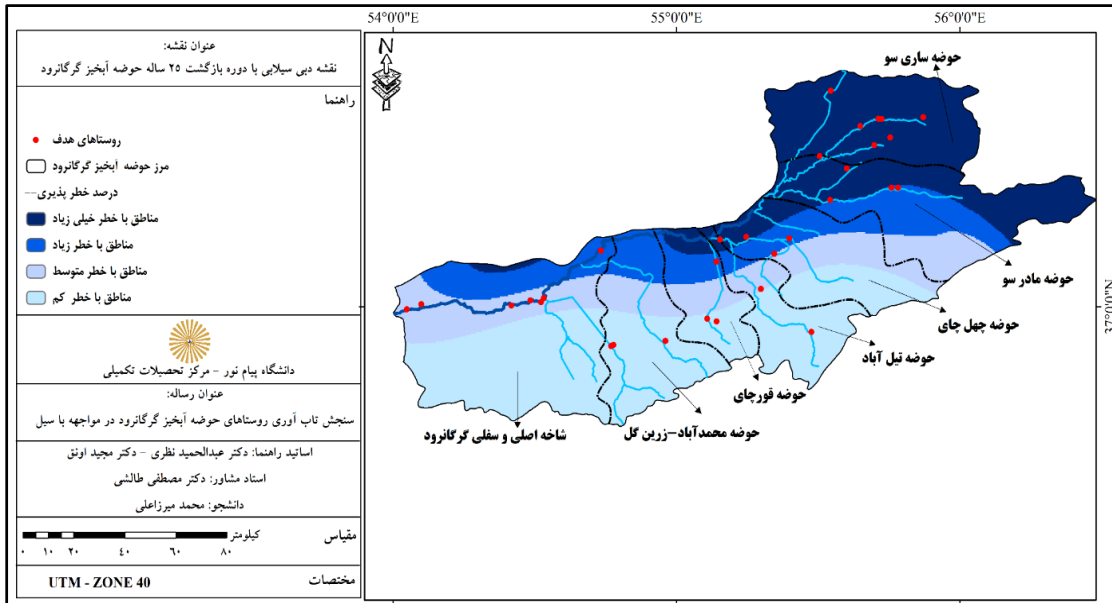 54°0'0"E
55°0'0"E
56°0'0"E
عنوان نقشه:
نقشه دبی سیلابی با دوره بازگشت ۲۵ ساله حوضه آبخیز گرگانرود
راهنما
روستاهای هدف
مرز حوضه آبخیز گرگانرود
درصد خطر پذیری
مناطق با خطر خیلی زیاد
مناطق با خطر زیاد
مناطق با خطر متوسط
مناطق با خطر کم
دانشگاه پیام نور - مرکز تحصیلات تکمیلی
عنوان رساله:
سنجش تاب آوری روستاهای حوضه آبخیز گرگانرود در مواجهه با سیل
اساتید راهنما: دکتر عبدالحمید نظری - دکتر مجید اونق
استاد مشاور: دکتر مصطفی طالشی
دانشجو: محمد میرزاعلی
مقیاس
کیلومتر
۰ ۱۰ ۲۰ ۴۰ ۶۰ ۸۰
مختصات
UTM - ZONE 40
N
حوضه ساری سو
حوضه مادر سو
حوضه چهل چای
حوضه تیل آباد
حوضه قورچای
حوضه محمدآباد-زرین گل
شاخه اصلی و سفلی گرگانرود
37°0'0"N